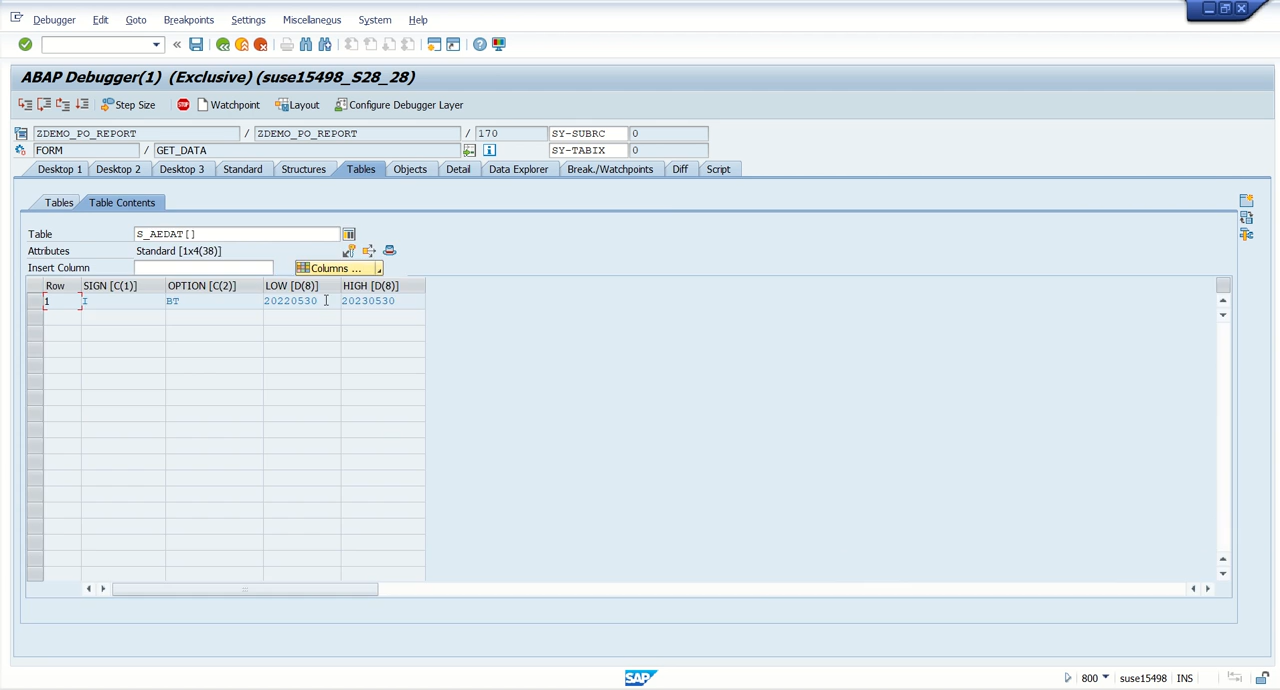 Debugger Edit Goto Breakpoints Settings Miscellaneous System Help
ABAP Debugger(1) (Exclusive) (suse15498_S28_28)
Step Size STOP Watchpoint Layout Configure Debugger Layer
ZDEMO_PO_REPORT / ZDEMO_PO_REPORT / 170 SY-SUBRC 0
FORM / GET_DATA SY-TABIX 0
Desktop 1 Desktop 2 Desktop 3 Standard Structures Tables Objects Detail Data Explorer Break./Watchpoints Diff Script
Tables Table Contents
Table S_AEDAT[]
Attributes Standard [1x4(38)]
Insert Column Columns ...
Row SIGN [C(1)] OPTION [C(2)] LOW [D(8)] HIGH [D(8)]
1 I BT 20220530 20230530
SAP 800 suse15498 INS